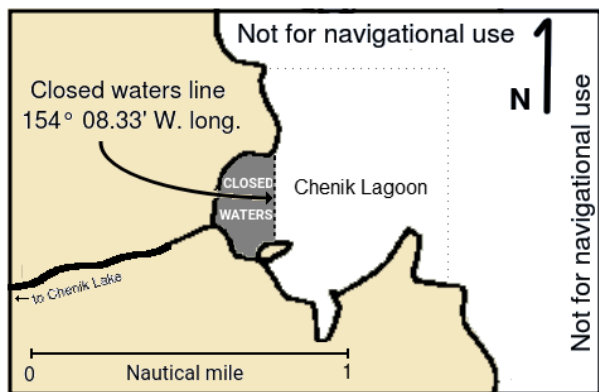 Not for navigational use
Closed waters line
154° 08.33' W. long.
N
Not for navigational use
CLOSED
WATERS
Chenik Lagoon
← to Chenik Lake
0 Nautical mile 1